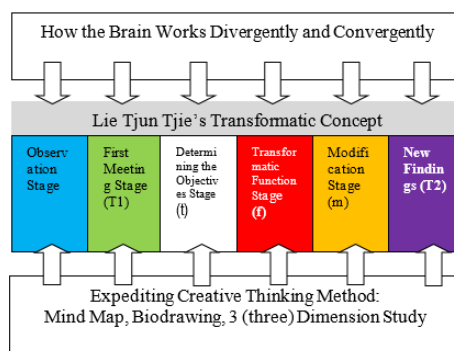 How the Brain Works Divergently and Convergently
Lie Tjun Tjie's Transformatic Concept
Observ
ation
Stage
First
Meetin
g Stage
(T1)
Determi
ning the
Objectiv
es Stage
(t)
Transfor
matic
Function
Stage
(f)
Modifi
cation
Stage
(m)
New
Findin
gs (T2)
Expediting Creative Thinking Method:
Mind Map, Biodrawing, 3 (three) Dimension Study